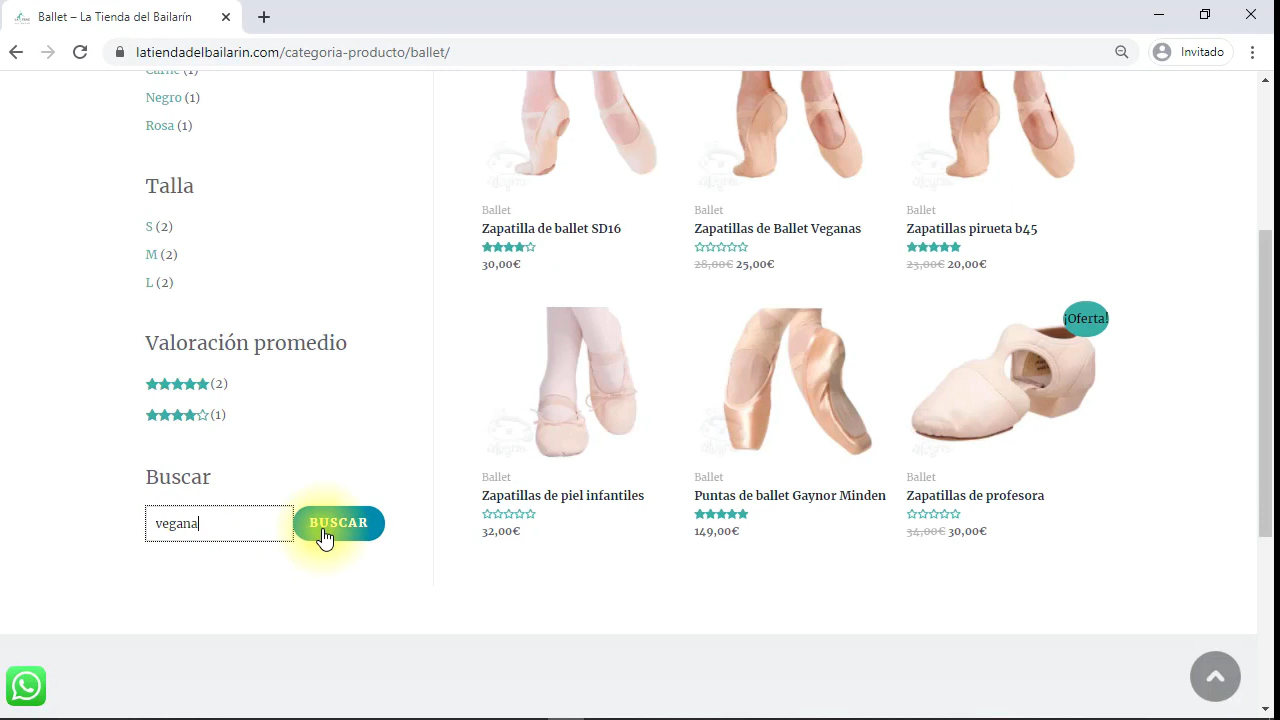 Ballet – La Tienda del Bailarín
latiendadelbailarin.com/categoria-producto/ballet/
Invitado
Carne (1)
Negro (1)
Rosa (1)
Talla
S (2)
M (2)
L (2)
Valoración promedio
(2)
(1)
Buscar
vegana
BUSCAR
Ballet
Zapatilla de ballet SD16
30,00€
Ballet
Zapatillas de Ballet Veganas
28,00€ 25,00€
Ballet
Zapatillas pirueta b45
23,00€ 20,00€
Ballet
Zapatillas de piel infantiles
32,00€
Ballet
Puntas de ballet Gaynor Minden
149,00€
¡Oferta!
Ballet
Zapatillas de profesora
34,00€ 30,00€